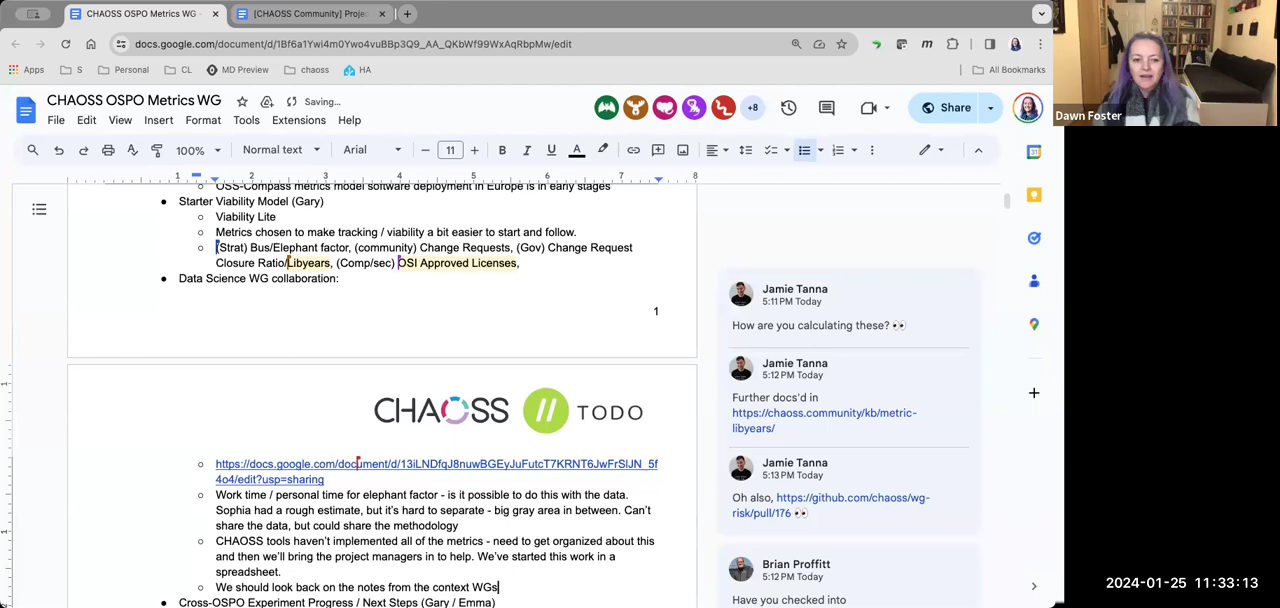 CHAOSS OSPO Metrics WG -
[CHAOSS Community] Projec
docs.google.com/document/d/1Bf6a1Ywi4m0Ywo4vuBBp3Q9_AA_QKbWf99WxAqRbpMw/edit
Apps
S
Personal
CL
MD Preview
chaoss
HA
All Bookmarks
CHAOSS OSPO Metrics WG
Saving...
File Edit View Insert Format Tools Extensions Help
+8
Share
Dawn Foster
100%
Normal text
Arial
11
B I U A
1 2 3 4 5 6 7 8
OSS-Compass metrics model software deployment in Europe is in early stages
Starter Viability Model (Gary)
Viability Lite
Metrics chosen to make tracking / viability a bit easier to start and follow.
(Strat) Bus/Elephant factor, (community) Change Requests, (Gov) Change Request
Closure Ratio/Libyears, (Comp/sec) OSI Approved Licenses,
Data Science WG collaboration:
1
CHAOSS TODO
https://docs.google.com/document/d/13iLNDfqJ8nuwBGEyJuFutcT7KRNT6JwFrSlJN_5f
4o4/edit?usp=sharing
Work time / personal time for elephant factor - is it possible to do this with the data.
Sophia had a rough estimate, but it's hard to separate - big gray area in between. Can't
share the data, but could share the methodology
CHAOSS tools haven't implemented all of the metrics - need to get organized about this
and then we'll bring the project managers in to help. We've started this work in a
spreadsheet.
We should look back on the notes from the context WGs
Cross-OSPO Experiment Progress / Next Steps (Gary / Emma)
Jamie Tanna
5:11 PM Today
How are you calculating these? 👀
Jamie Tanna
5:12 PM Today
Further docs'd in
https://chaoss.community/kb/metric-
libyears/
Jamie Tanna
5:13 PM Today
Oh also, https://github.com/chaoss/wg-
risk/pull/176 👀
Brian Proffitt
5:12 PM Today
Have you checked into
2024-01-25 11:33:13